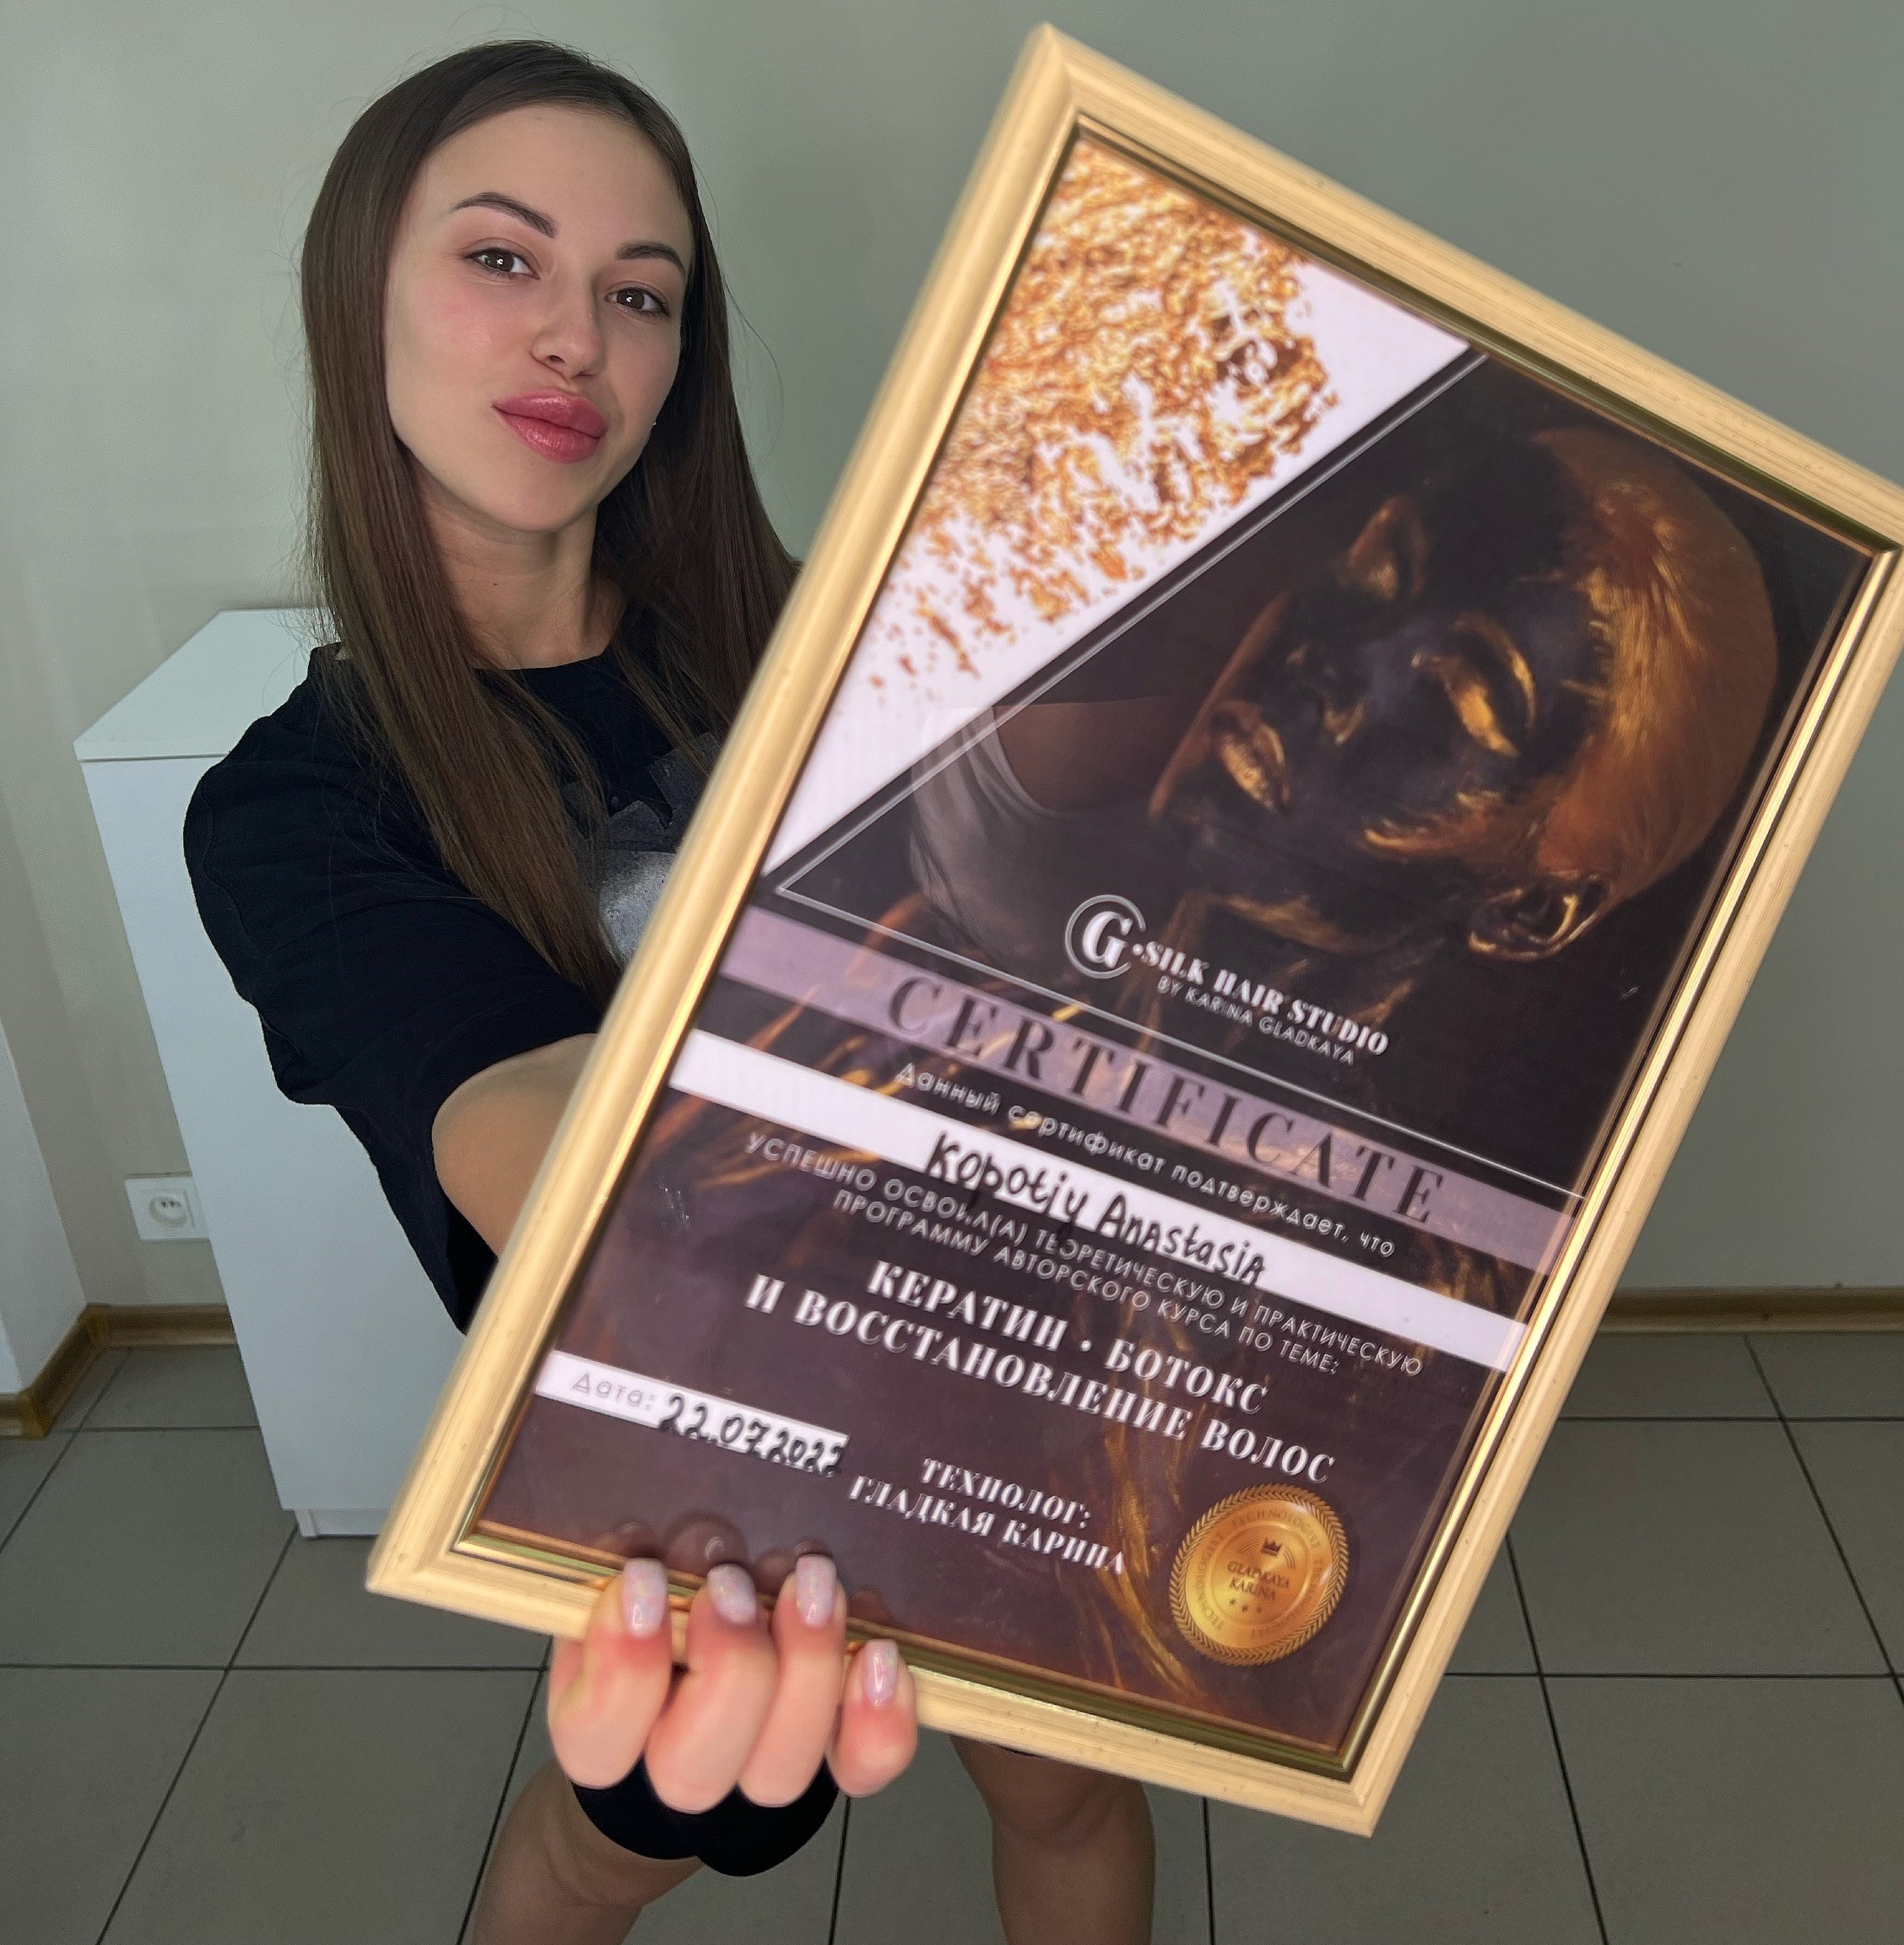 G·SILK HAIR STUDIO
BY KARINA GLADKAYA
CERTIFICATE
Данный сертификат подтверждает, что
Kopotiy Anastasia
УСПЕШНО ОСВОИЛ(А) ТЕОРЕТИЧЕСКУЮ И ПРАКТИЧЕСКУЮ
ПРОГРАММУ АВТОРСКОГО КУРСА ПО ТЕМЕ:
КЕРАТИН · БОТОКС
И ВОССТАНОВЛЕНИЕ ВОЛОС
Дата: 22.07.2022
ТЕХНОЛОГ:
ГЛАДКАЯ КАРИНА
GLADKAYA
KARINA